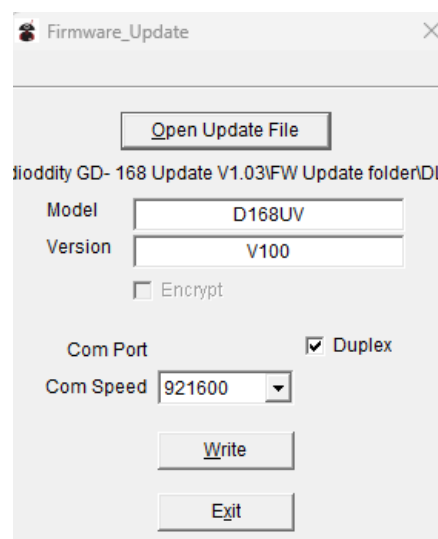 Firmware_Update
Open Update File
dioddity GD- 168 Update V1.03\FW Update folder\
Model D168UV
Version V100
Encrypt
Com Port Duplex
Com Speed 921600
Write
Exit